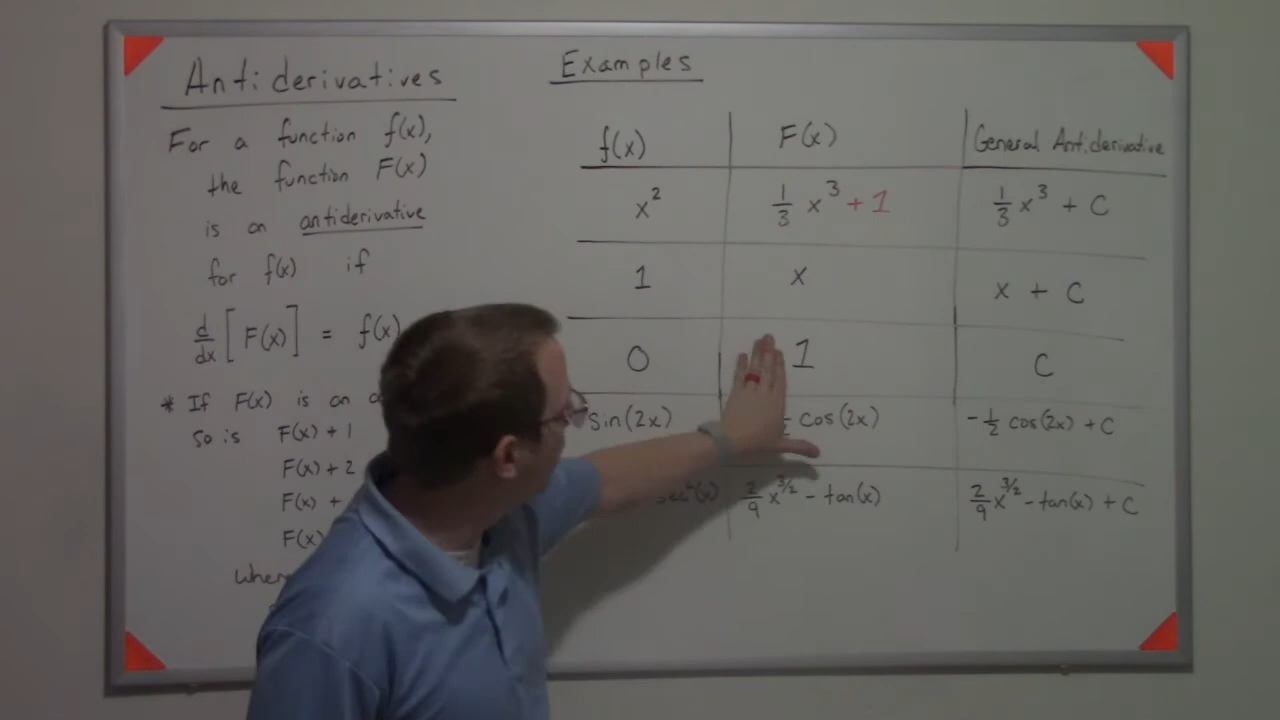 Antiderivatives
For a function f(x),
the function F(x)
is an antiderivative
for f(x) if
d/dx [F(x)] = f(x)
* If F(x) is an
so is F(x) + 1
F(x) + 2
F(x) +
F(x)
Examples
f(x) F(x) General Antiderivative
x² 1/3 x³ + 1 1/3 x³ + C
1 x x + C
0 1 C
sin(2x) cos(2x) -1/2 cos(2x) + C
sec²(x) 2/9 x^3/2 - tan(x) 2/9 x^3/2 - tan(x) + C